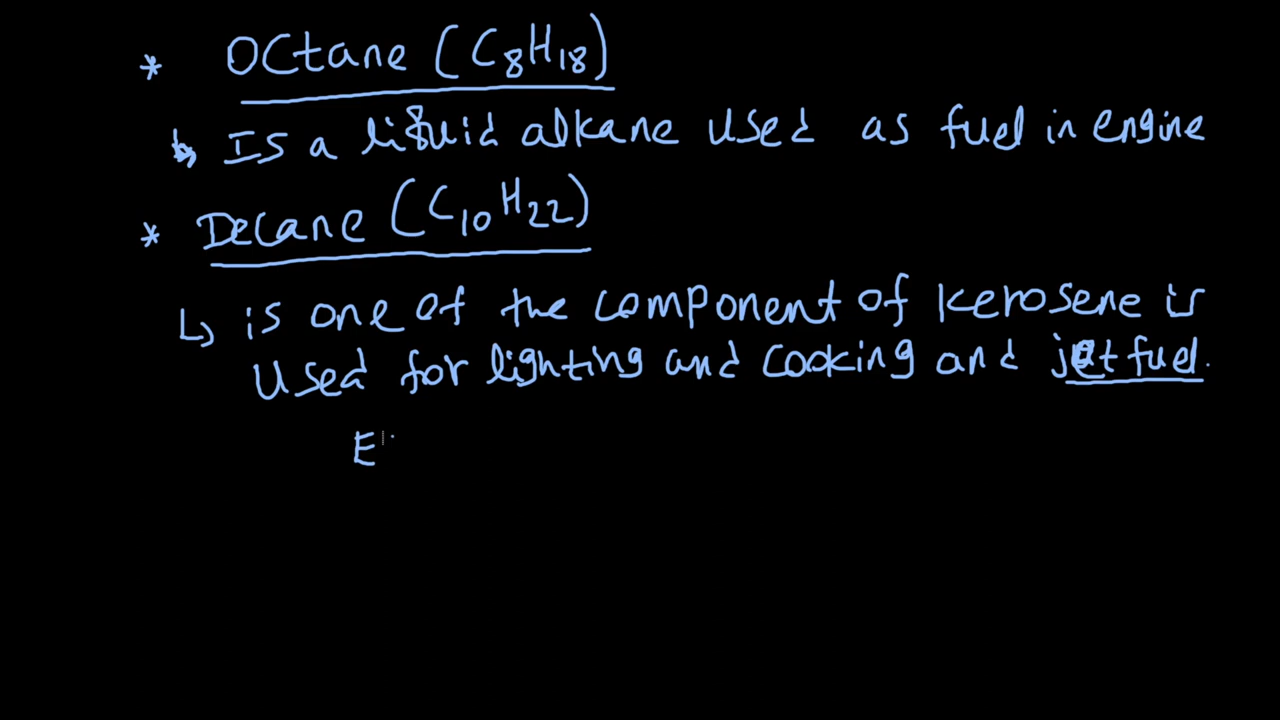 * Octane (C₈H₁₈)
↳ Is a liquid alkane used as fuel in engine
* Decane (C₁₀H₂₂)
↳ is one of the component of kerosene is
used for lighting and cooking and jet fuel.
E